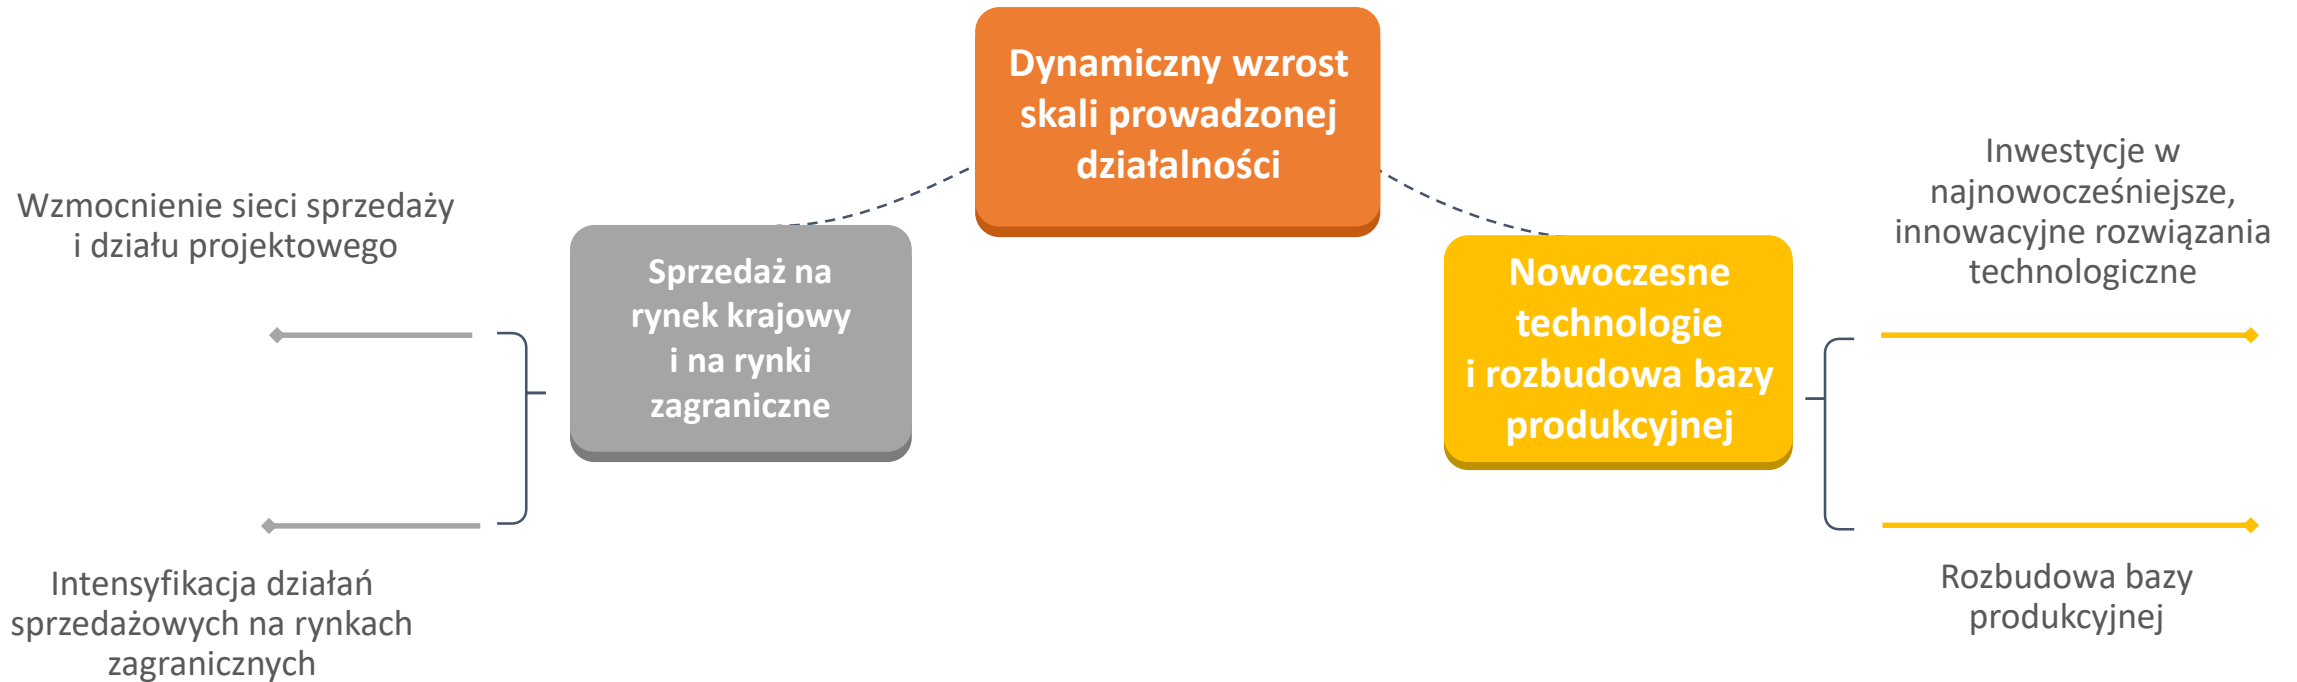 Dynamiczny wzrost
skali prowadzonej
działalności
Wzmocnienie sieci sprzedaży
i działu projektowego
Sprzedaż na
rynek krajowy
i na rynki
zagraniczne
Intensyfikacja działań
sprzedażowych na rynkach
zagranicznych
Nowoczesne
technologie
i rozbudowa bazy
produkcyjnej
Inwestycje w
najnowocześniejsze,
innowacyjne rozwiązania
technologiczne
Rozbudowa bazy
produkcyjnej